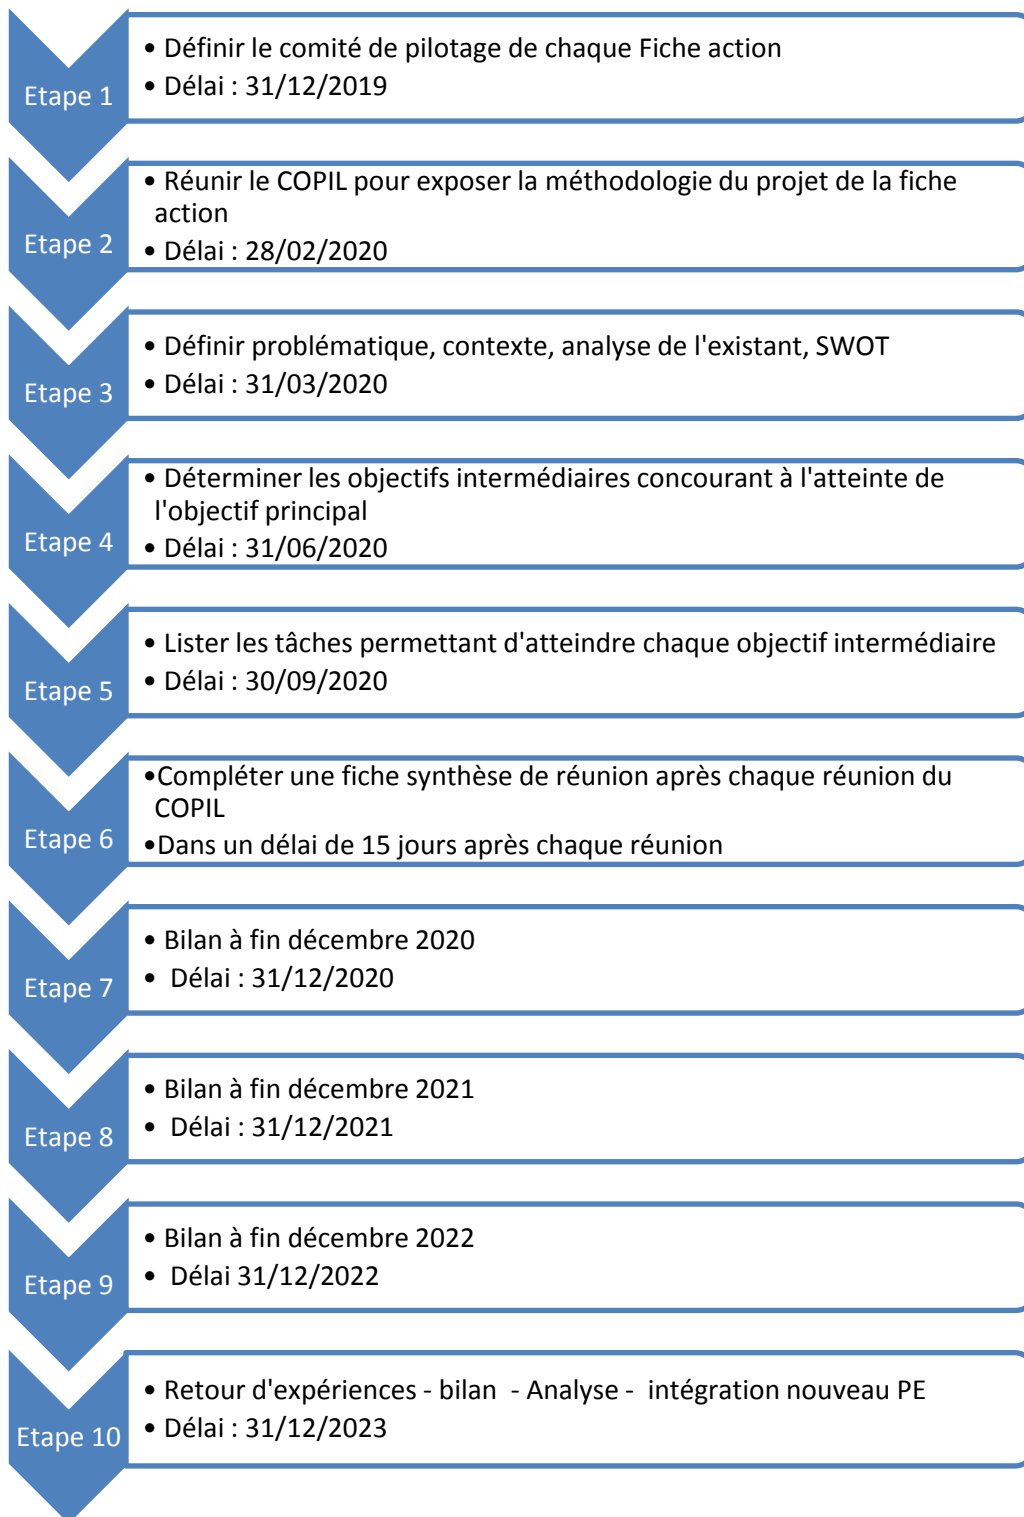 Etape 1
• Définir le comité de pilotage de chaque Fiche action
• Délai : 31/12/2019
Etape 2
• Réunir le COPIL pour exposer la méthodologie du projet de la fiche
action
• Délai : 28/02/2020
Etape 3
• Définir problématique, contexte, analyse de l'existant, SWOT
• Délai : 31/03/2020
Etape 4
• Déterminer les objectifs intermédiaires concourant à l'atteinte de
l'objectif principal
• Délai : 31/06/2020
Etape 5
• Lister les tâches permettant d'atteindre chaque objectif intermédiaire
• Délai : 30/09/2020
Etape 6
•Compléter une fiche synthèse de réunion après chaque réunion du
COPIL
•Dans un délai de 15 jours après chaque réunion
Etape 7
• Bilan à fin décembre 2020
• Délai : 31/12/2020
Etape 8
• Bilan à fin décembre 2021
• Délai : 31/12/2021
Etape 9
• Bilan à fin décembre 2022
• Délai 31/12/2022
Etape 10
• Retour d'expériences - bilan - Analyse - intégration nouveau PE
• Délai : 31/12/2023